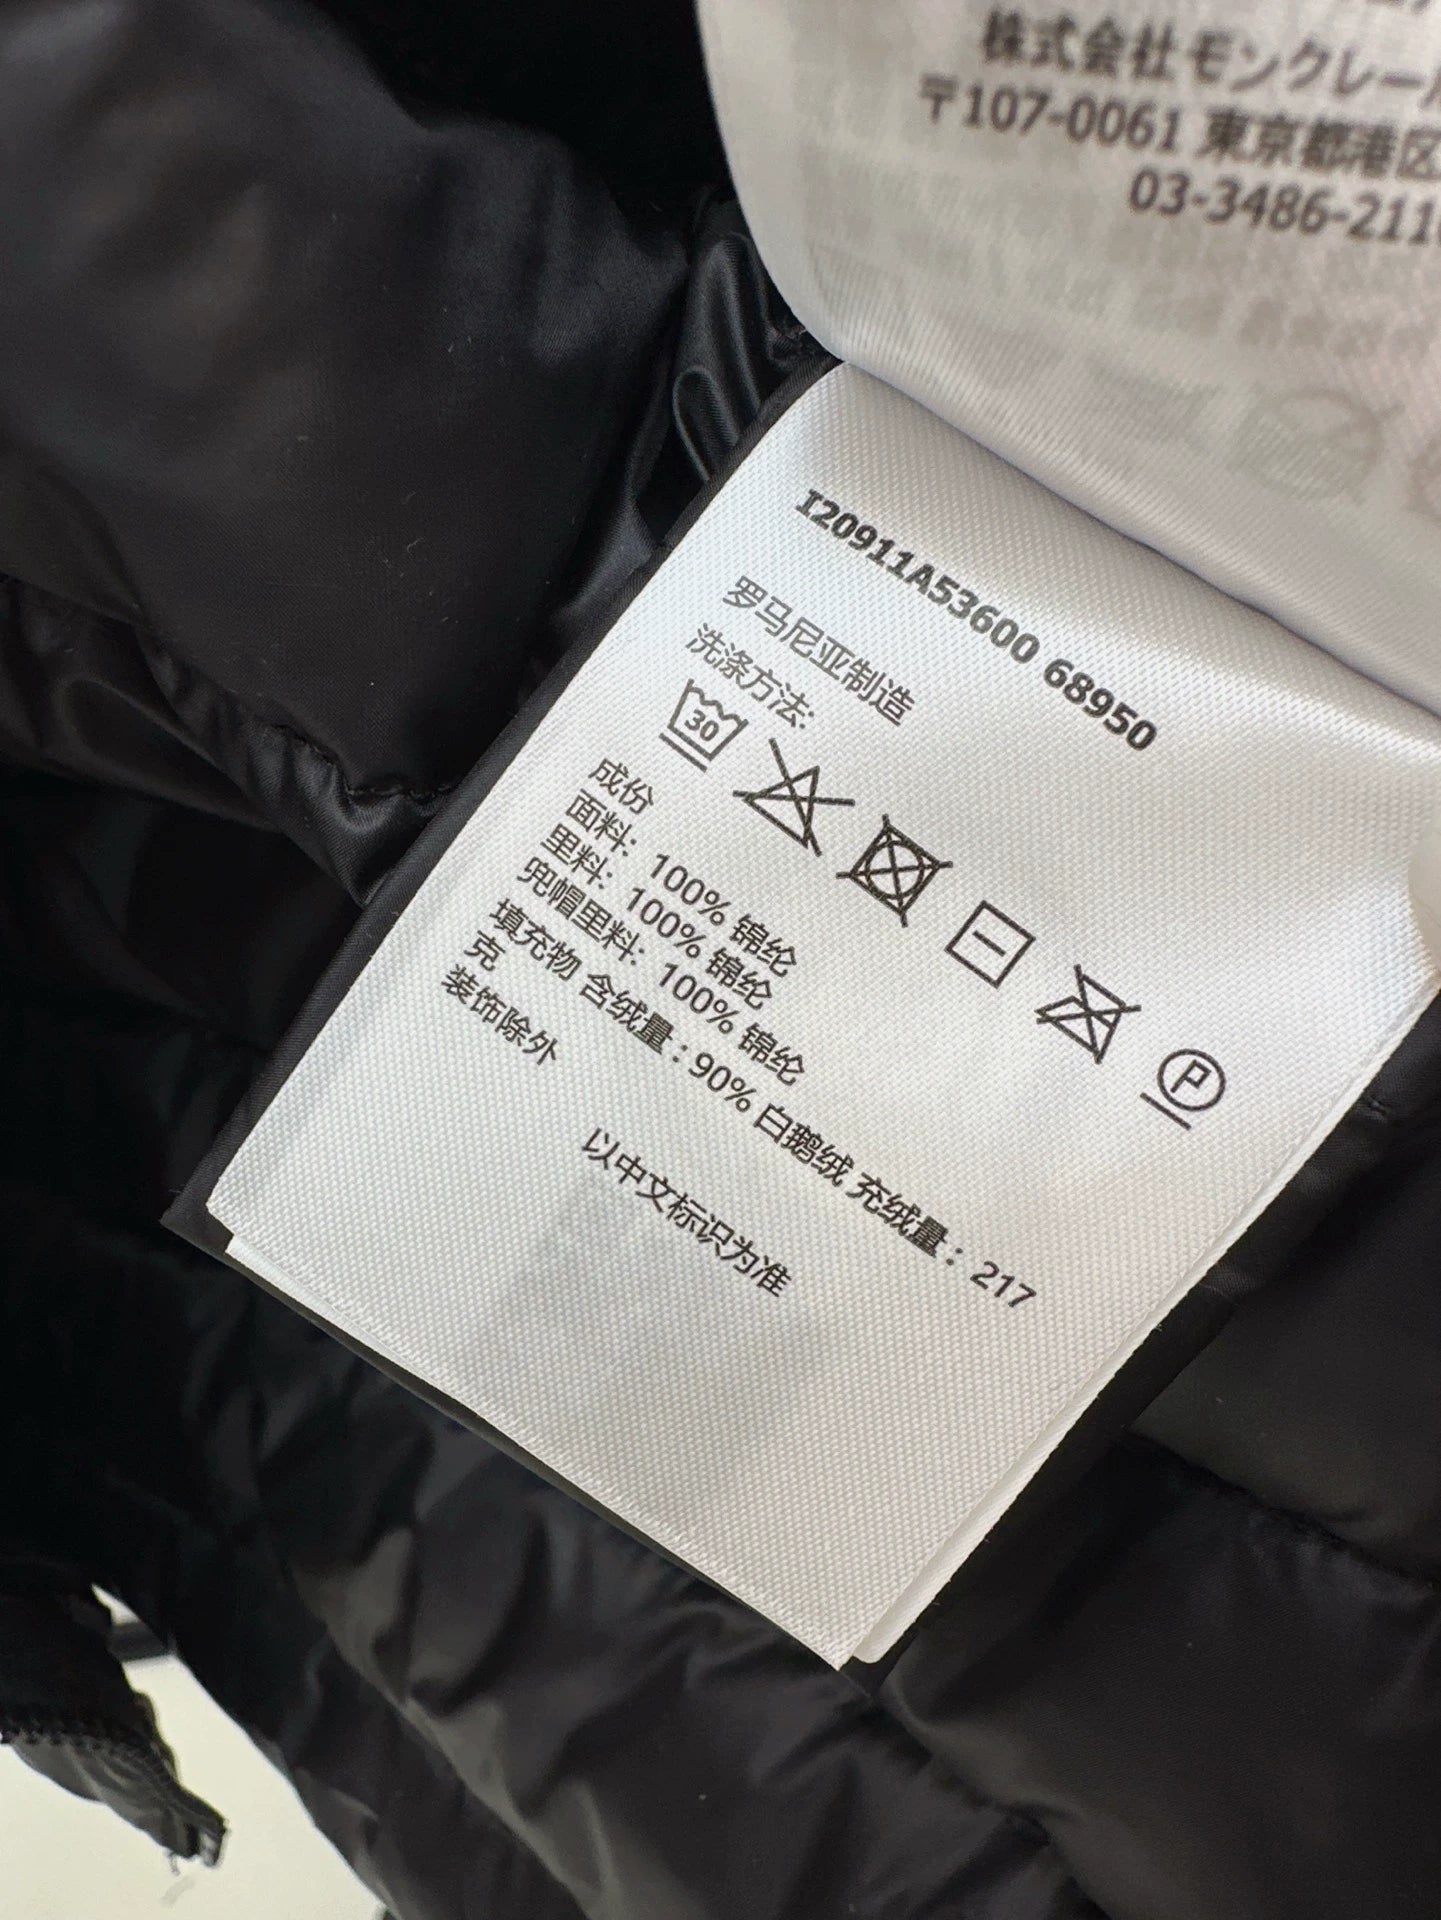 株式会社モンクレール
〒107-0061 東京都港区
03-3486-211
I20911A53600 68950
罗马尼亚制造
洗涤方法:
30
P
成份
面料: 100% 锦纶
里料: 100% 锦纶
兜帽里料: 100% 锦纶
填充物 含绒量: 90% 白鹅绒 充绒量: 217
克
装饰除外
以中文标识为准